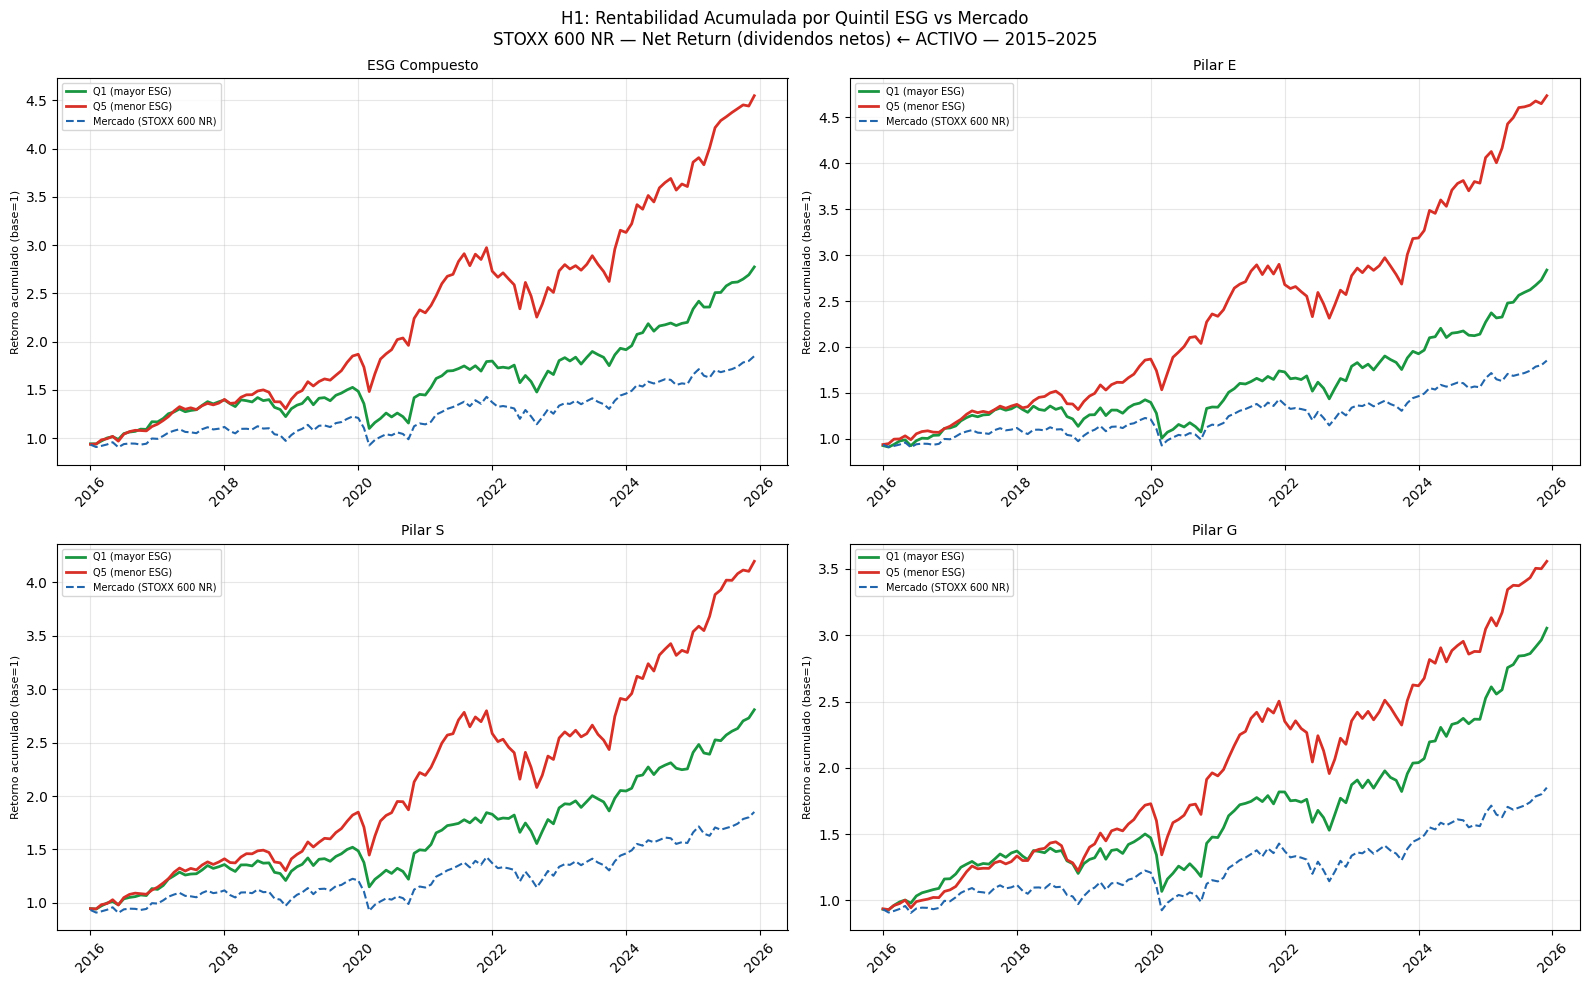 H1: Rentabilidad Acumulada por Quintil ESG vs Mercado
STOXX 600 NR — Net Return (dividendos netos) ← ACTIVO — 2015–2025
ESG Compuesto
Q1 (mayor ESG)
Q5 (menor ESG)
Mercado (STOXX 600 NR)
Retorno acumulado (base=1)
4.5
4.0
3.5
3.0
2.5
2.0
1.5
1.0
2016
2018
2020
2022
2024
2026
Pilar E
Q1 (mayor ESG)
Q5 (menor ESG)
Mercado (STOXX 600 NR)
Retorno acumulado (base=1)
4.5
4.0
3.5
3.0
2.5
2.0
1.5
1.0
2016
2018
2020
2022
2024
2026
Pilar S
Q1 (mayor ESG)
Q5 (menor ESG)
Mercado (STOXX 600 NR)
Retorno acumulado (base=1)
4.0
3.5
3.0
2.5
2.0
1.5
1.0
2016
2018
2020
2022
2024
2026
Pilar G
Q1 (mayor ESG)
Q5 (menor ESG)
Mercado (STOXX 600 NR)
Retorno acumulado (base=1)
3.5
3.0
2.5
2.0
1.5
1.0
2016
2018
2020
2022
2024
2026